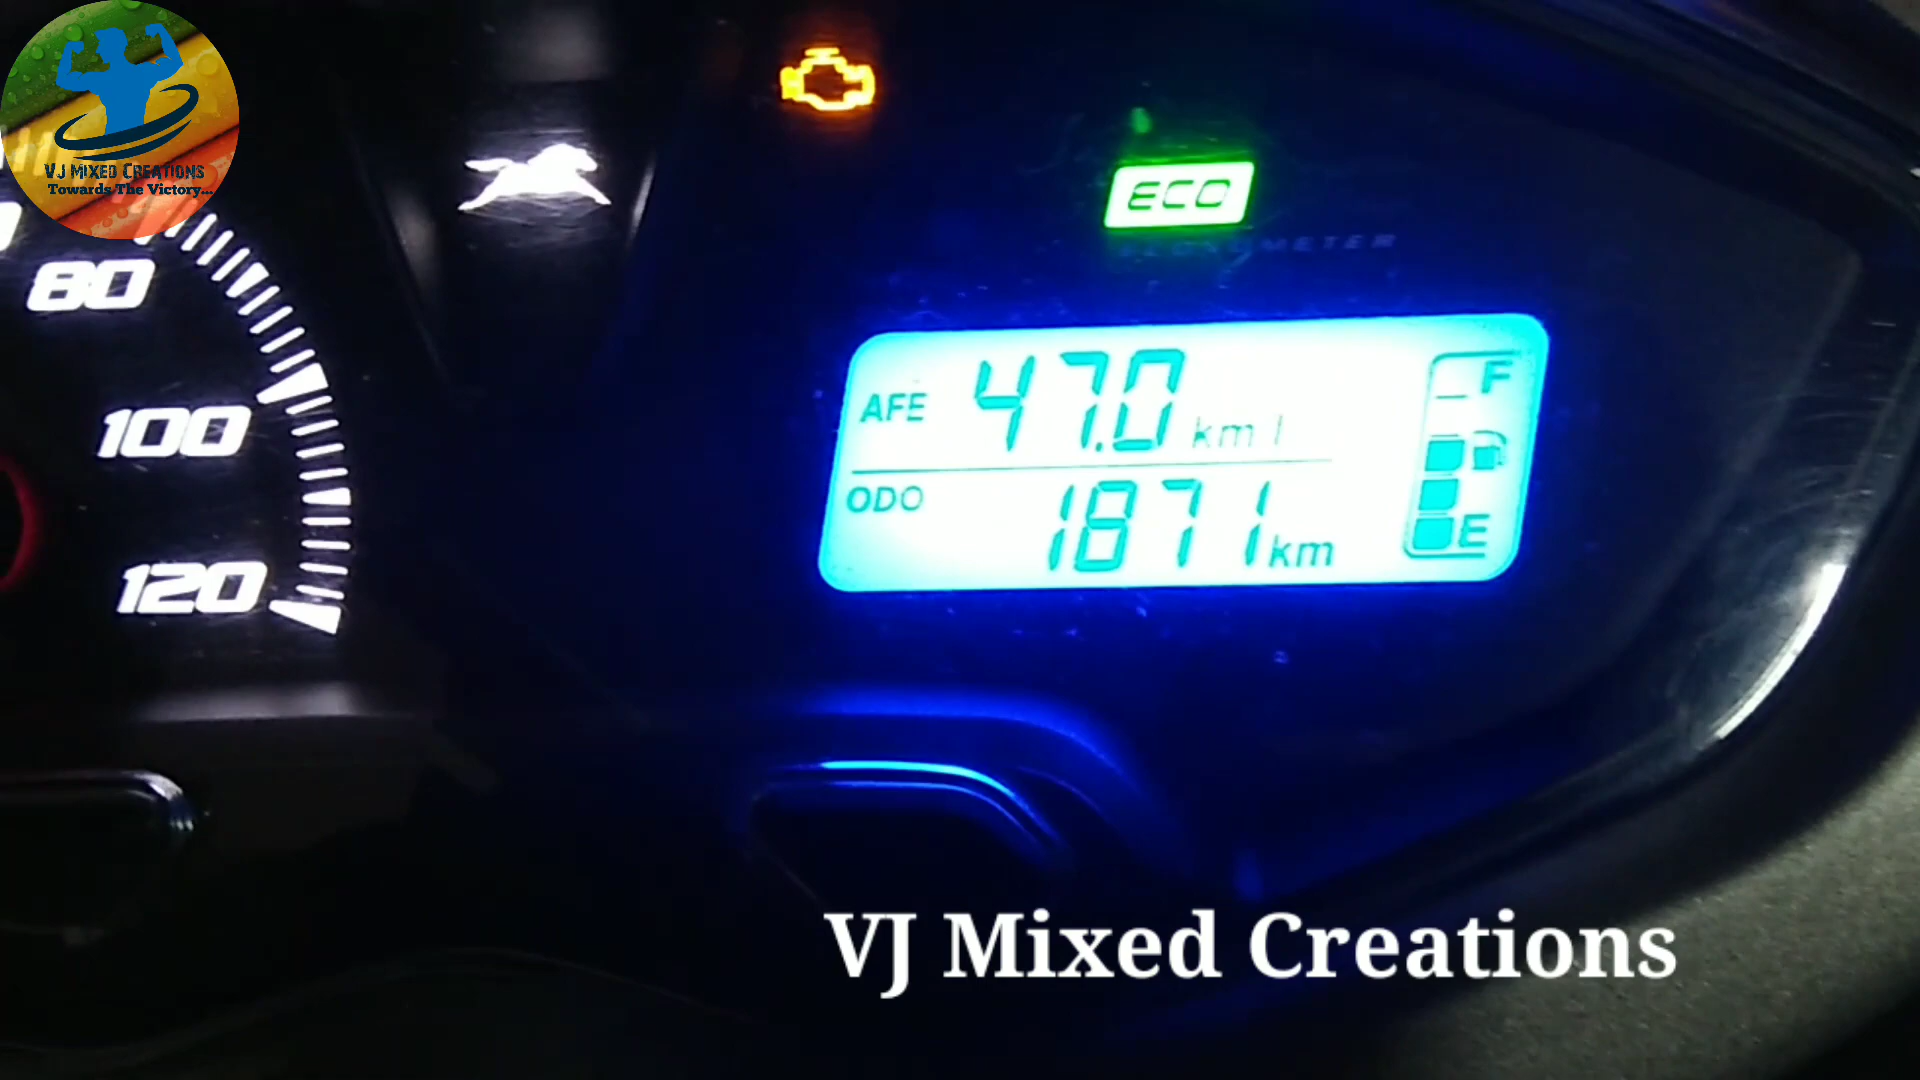 VJ MIXED CREATIONS
Towards The Victory...
80
100
120
ECO
AFE 47.0 km l
ODO 1871 km
F
E
VJ Mixed Creations